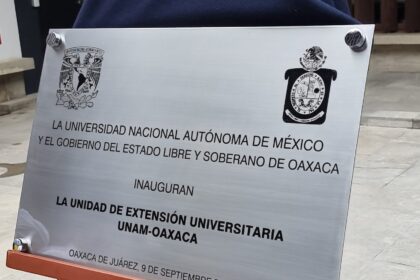 LA UNIVERSIDAD NACIONAL AUTÓNOMA DE MÉXICO
Y EL GOBIERNO DEL ESTADO LIBRE Y SOBERANO DE OAXACA
INAUGURAN
LA UNIDAD DE EXTENSIÓN UNIVERSITARIA
UNAM-OAXACA
OAXACA DE JUÁREZ, 9 DE SEPTIEMBRE